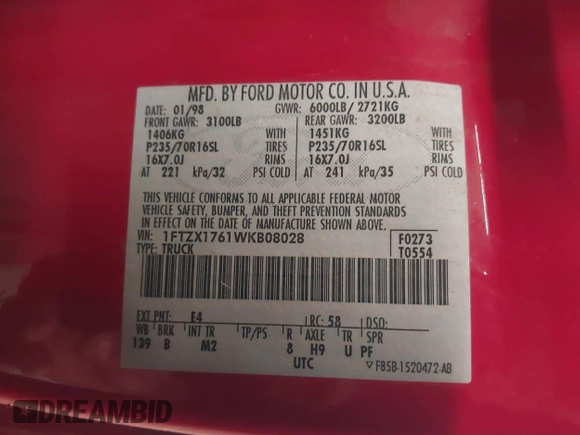 MFD. BY FORD MOTOR CO. IN U.S.A.
DATE: 01/98 GVWR: 6000LB/ 2721KG
FRONT GAWR: 3100LB REAR GAWR: 3200LB
1406KG WITH 1451KG WITH
P235/70R16SL TIRES P235/70R16SL TIRES
16X7.0J RIMS 16X7.0J RIMS
AT 221 kPa/32 PSI COLD AT 241 kPa/35 PSI COLD
THIS VEHICLE CONFORMS TO ALL APPLICABLE FEDERAL MOTOR
VEHICLE SAFETY, BUMPER, AND THEFT PREVENTION STANDARDS
IN EFFECT ON THE DATE OF MANUFACTURE SHOWN ABOVE.
VIN: 1FTZX1761WKB08028 F0273
TYPE: TRUCK T0554
EXT PNT: E4 RC: 58 DSO:
WB BRK INT TR TP/PS R AXLE TR SPR
139 B M2 8 H9 U PF
UTC F85B-1520472-AB
DREAMBID